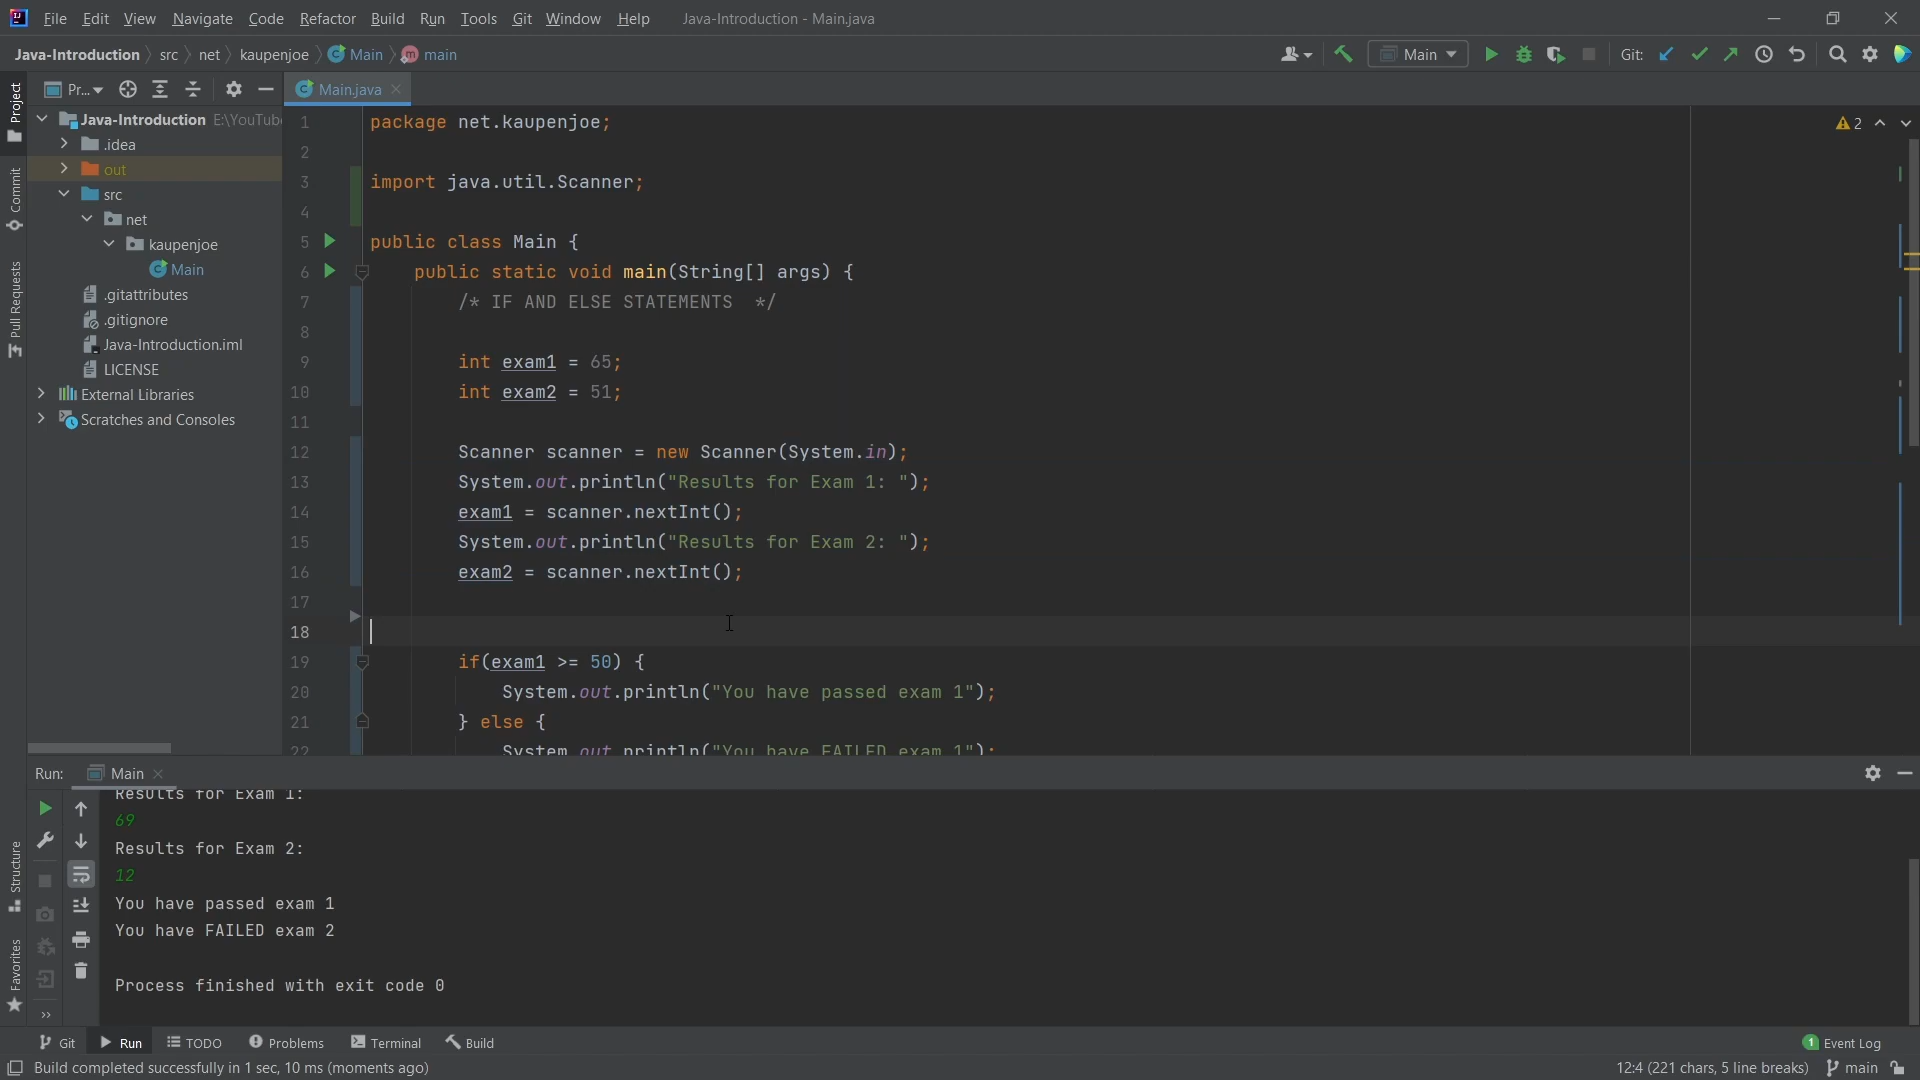 File Edit View Navigate Code Refactor Build Run Tools Git Window Help Java-Introduction - Main.java
Java-Introduction src net kaupenjoe Main main
Main Git:
Project
Commit
Pull Requests
Structure
Favorites
Pr...
Java-Introduction E:\YouTub
.idea
out
src
net
kaupenjoe
Main
.gitattributes
.gitignore
Java-Introduction.iml
LICENSE
External Libraries
Scratches and Consoles
Main.java
2
1 package net.kaupenjoe;
2
3 import java.util.Scanner;
4
5 public class Main {
6 public static void main(String[] args) {
7 /* IF AND ELSE STATEMENTS */
8
9 int exam1 = 65;
10 int exam2 = 51;
11
12 Scanner scanner = new Scanner(System.in);
13 System.out.println("Results for Exam 1: ");
14 exam1 = scanner.nextInt();
15 System.out.println("Results for Exam 2: ");
16 exam2 = scanner.nextInt();
17
18
19 if(exam1 >= 50) {
20 System.out.println("You have passed exam 1");
21 } else {
22 System.out.println("You have FAILED exam 1");
Run: Main
Results for Exam 1:
69
Results for Exam 2:
12
You have passed exam 1
You have FAILED exam 2
Process finished with exit code 0
Git Run TODO Problems Terminal Build 1 Event Log
Build completed successfully in 1 sec, 10 ms (moments ago) 12:4 (221 chars, 5 line breaks) main